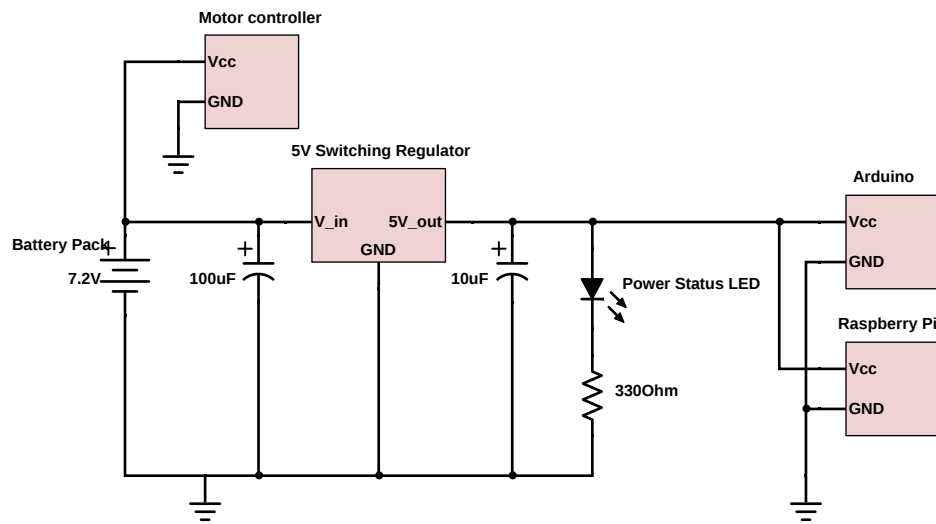 Motor controller
Vcc
GND
5V Switching Regulator
V_in
5V_out
GND
Arduino
Vcc
GND
Battery Pack
+
7.2V
+
100uF
+
10uF
Power Status LED
Raspberry Pi
Vcc
GND
330Ohm